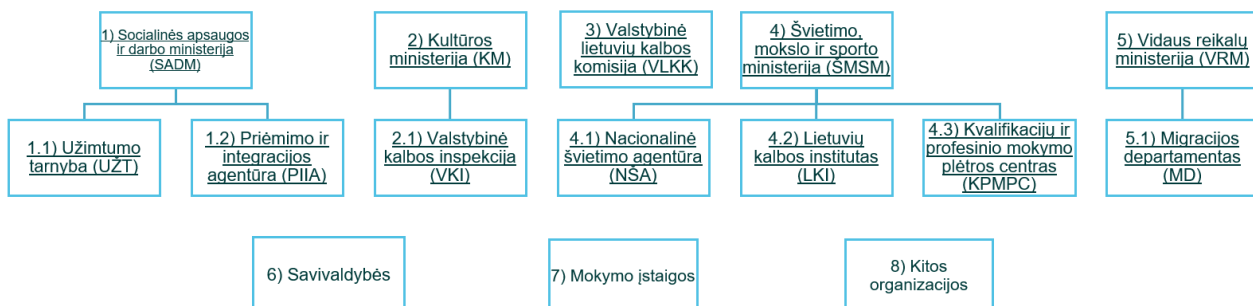 1) Socialinės apsaugos
ir darbo ministerija
(SADM)
2) Kultūros
ministerija (KM)
3) Valstybinė
lietuvių kalbos
komisija (VLKK)
4) Švietimo,
mokslo ir sporto
ministerija (ŠMSM)
5) Vidaus reikalų
ministerija (VRM)
1.1) Užimtumo
tarnyba (UŽT)
1.2) Priėmimo ir
integracijos
agentūra (PIIA)
2.1) Valstybinė
kalbos inspekcija
(VKI)
4.1) Nacionalinė
švietimo agentūra
(NŠA)
4.2) Lietuvių
kalbos institutas
(LKI)
4.3) Kvalifikacijų ir
profesinio mokymo
plėtros centras
(KPMPC)
5.1) Migracijos
departamentas
(MD)
6) Savivaldybės
7) Mokymo įstaigos
8) Kitos
organizacijos